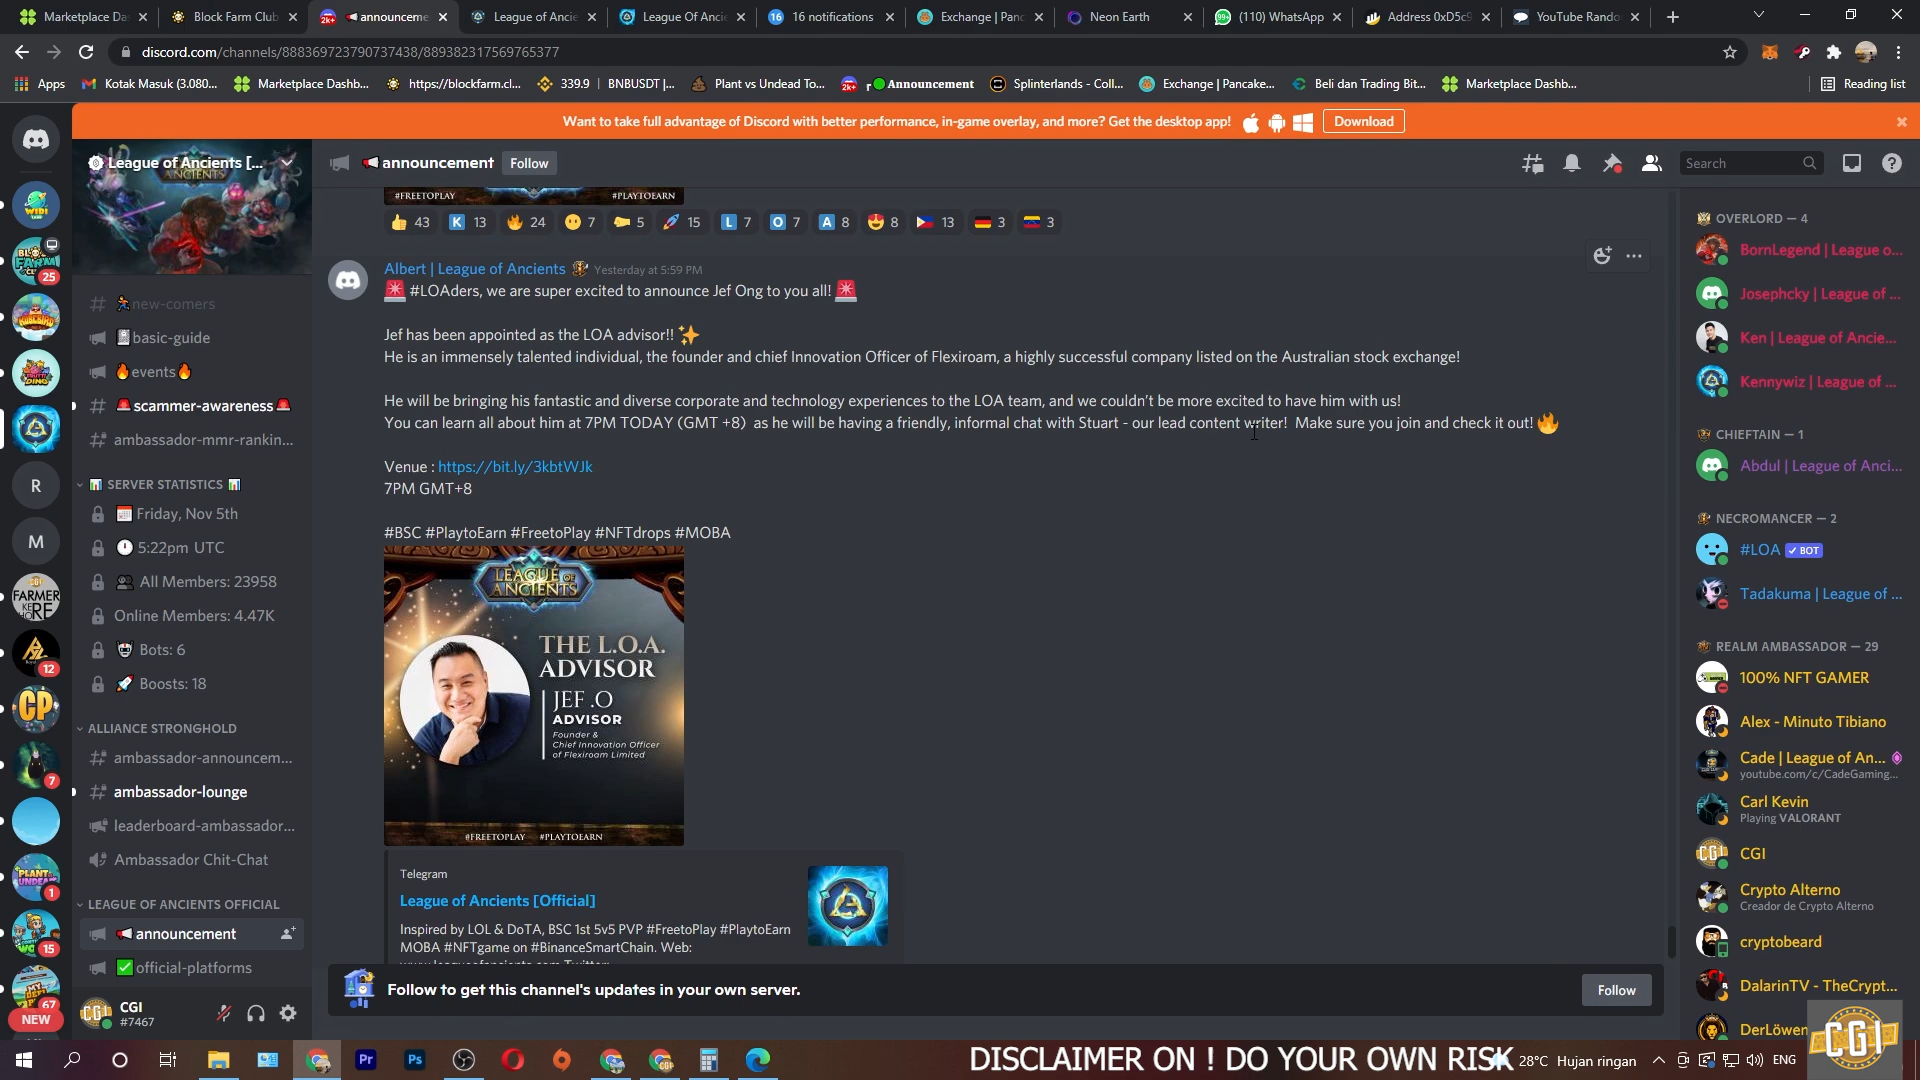 Marketplace Da
Block Farm Club
announceme
League of Ancie
League Of Ancie
16 notifications
Exchange | Panc
Neon Earth
(110) WhatsApp
Address 0xD5c9
YouTube Rando
discord.com/channels/888369723790737438/889382317569765377
Apps
Kotak Masuk (3.080...
Marketplace Dashb...
https://blockfarm.cl...
339.9 | BNBUSDT |...
Plant vs Undead To...
Announcement
Splinterlands - Coll...
Exchange | Pancake...
Beli dan Trading Bit...
Marketplace Dashb...
Reading list
Want to take full advantage of Discord with better performance, in-game overlay, and more? Get the desktop app!
Download
League of Ancients [...
announcement
Follow
Search
new-comers
basic-guide
events
scammer-awareness
ambassador-mmr-rankin...
SERVER STATISTICS
Friday, Nov 5th
5:22pm UTC
All Members: 23958
Online Members: 4.47K
Bots: 6
Boosts: 18
ALLIANCE STRONGHOLD
ambassador-announcem...
ambassador-lounge
leaderboard-ambassador...
Ambassador Chit-Chat
LEAGUE OF ANCIENTS OFFICIAL
announcement
official-platforms
CGI
#7467
#FREETOPLAY
#PLAYTOEARN
43
K 13
24
7
5
15
L 7
O 7
A 8
8
13
3
3
Albert | League of Ancients
Yesterday at 5:59 PM
#LOAders, we are super excited to announce Jef Ong to you all!
Jef has been appointed as the LOA advisor!!
He is an immensely talented individual, the founder and chief Innovation Officer of Flexiroam, a highly successful company listed on the Australian stock exchange!
He will be bringing his fantastic and diverse corporate and technology experiences to the LOA team, and we couldn't be more excited to have him with us!
You can learn all about him at 7PM TODAY (GMT +8) as he will be having a friendly, informal chat with Stuart - our lead content writer! Make sure you join and check it out!
Venue : https://bit.ly/3kbtWJk
7PM GMT+8
#BSC #PlaytoEarn #FreetoPlay #NFTdrops #MOBA
LEAGUE OF
ANCIENTS
THE L.O.A.
ADVISOR
JEF .O
ADVISOR
Founder &
Chief Innovation Officer
of Flexiroam Limited
#FREETOPLAY #PLAYTOEARN
Telegram
League of Ancients [Official]
Inspired by LOL & DoTA, BSC 1st 5v5 PVP #FreetoPlay #PlaytoEarn
MOBA #NFTgame on #BinanceSmartChain. Web:
Follow to get this channel's updates in your own server.
Follow
OVERLORD — 4
BornLegend | League o...
Josephcky | League of ...
Ken | League of Ancie...
Kennywiz | League of ...
CHIEFTAIN — 1
Abdul | League of Anci...
NECROMANCER — 2
#LOA BOT
Tadakuma | League of ...
REALM AMBASSADOR — 29
100% NFT GAMER
Alex - Minuto Tibiano
Cade | League of An...
youtube.com/c/CadeGaming...
Carl Kevin
Playing VALORANT
CGI
Crypto Alterno
Creador de Crypto Alterno
cryptobeard
DalarinTV - TheCrypt...
DerLöwen
CGI
WIDI
25
R
M
FARMER
12
CP
7
1
15
67
NEW
DISCLAIMER ON ! DO YOUR OWN RISK
28°C Hujan ringan
ENG